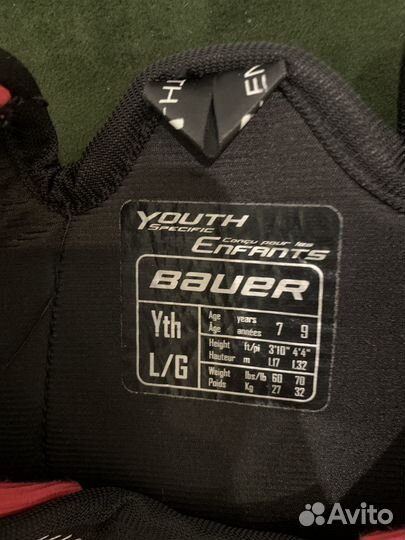 YOUTH
SPECIFIC
Conçu pour les
ENFANTS
BAUER
Yth
L/G
Age years
Âge années 7 9
Height ft/pi 3'10" 4'4"
Hauteur m 1.17 1.32
Weight lbs/lb 60 70
Poids Kg 27 32
Avito